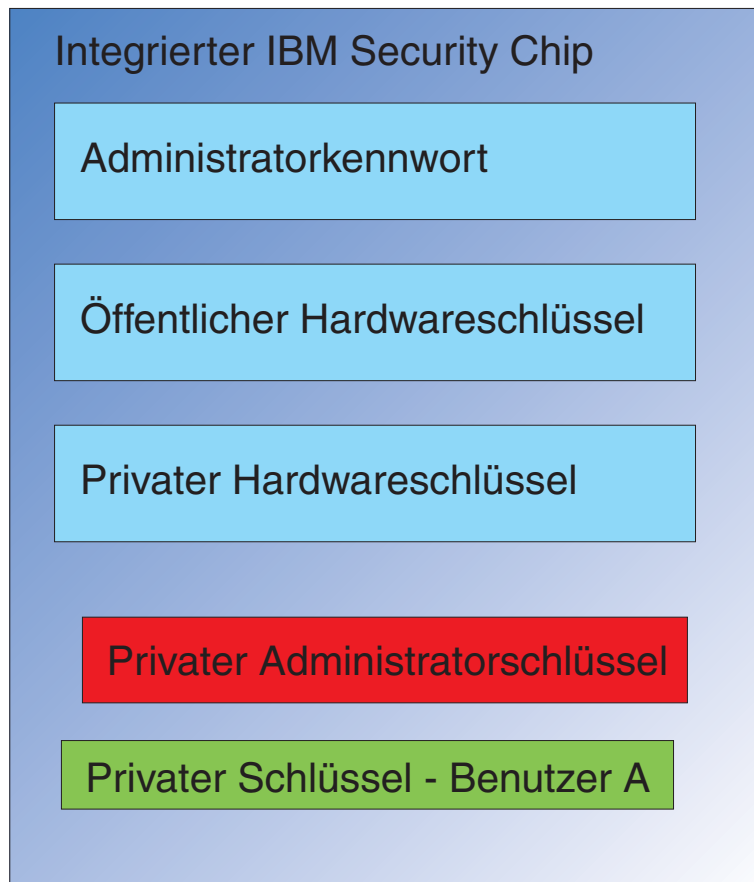 Integrierter IBM Security Chip
Administratorkennwort
Öffentlicher Hardwareschlüssel
Privater Hardwareschlüssel
Privater Administratorschlüssel
Privater Schlüssel - Benutzer A